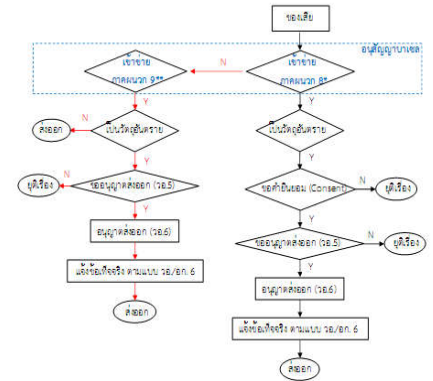 ของเสีย
อนุสัญญาบาเซล
เข้าข่าย
ภาคผนวก 9**
N
เข้าข่าย
ภาคผนวก 8*
Y
Y
ส่งออก
N
เป็นวัตถุอันตราย
เป็นวัตถุอันตราย
Y
Y
ยุติเรื่อง
N
ขออนุญาตส่งออก (วอ.5)
ขอคำยินยอม (Consent)
N
ยุติเรื่อง
Y
Y
อนุญาตส่งออก (วอ.6)
ขออนุญาตส่งออก (วอ.5)
N
ยุติเรื่อง
Y
แจ้งข้อเท็จจริง ตามแบบ วอ./อก. 6
อนุญาตส่งออก (วอ.6)
ส่งออก
แจ้งข้อเท็จจริง ตามแบบ วอ./อก. 6
ส่งออก